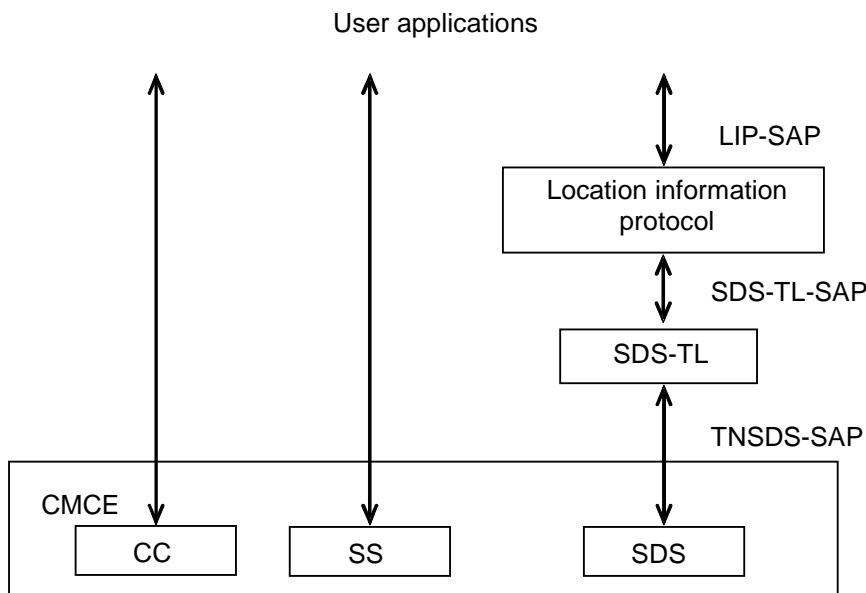 User applications
LIP-SAP
Location information
protocol
SDS-TL-SAP
SDS-TL
TNSDS-SAP
CMCE
CC
SS
SDS